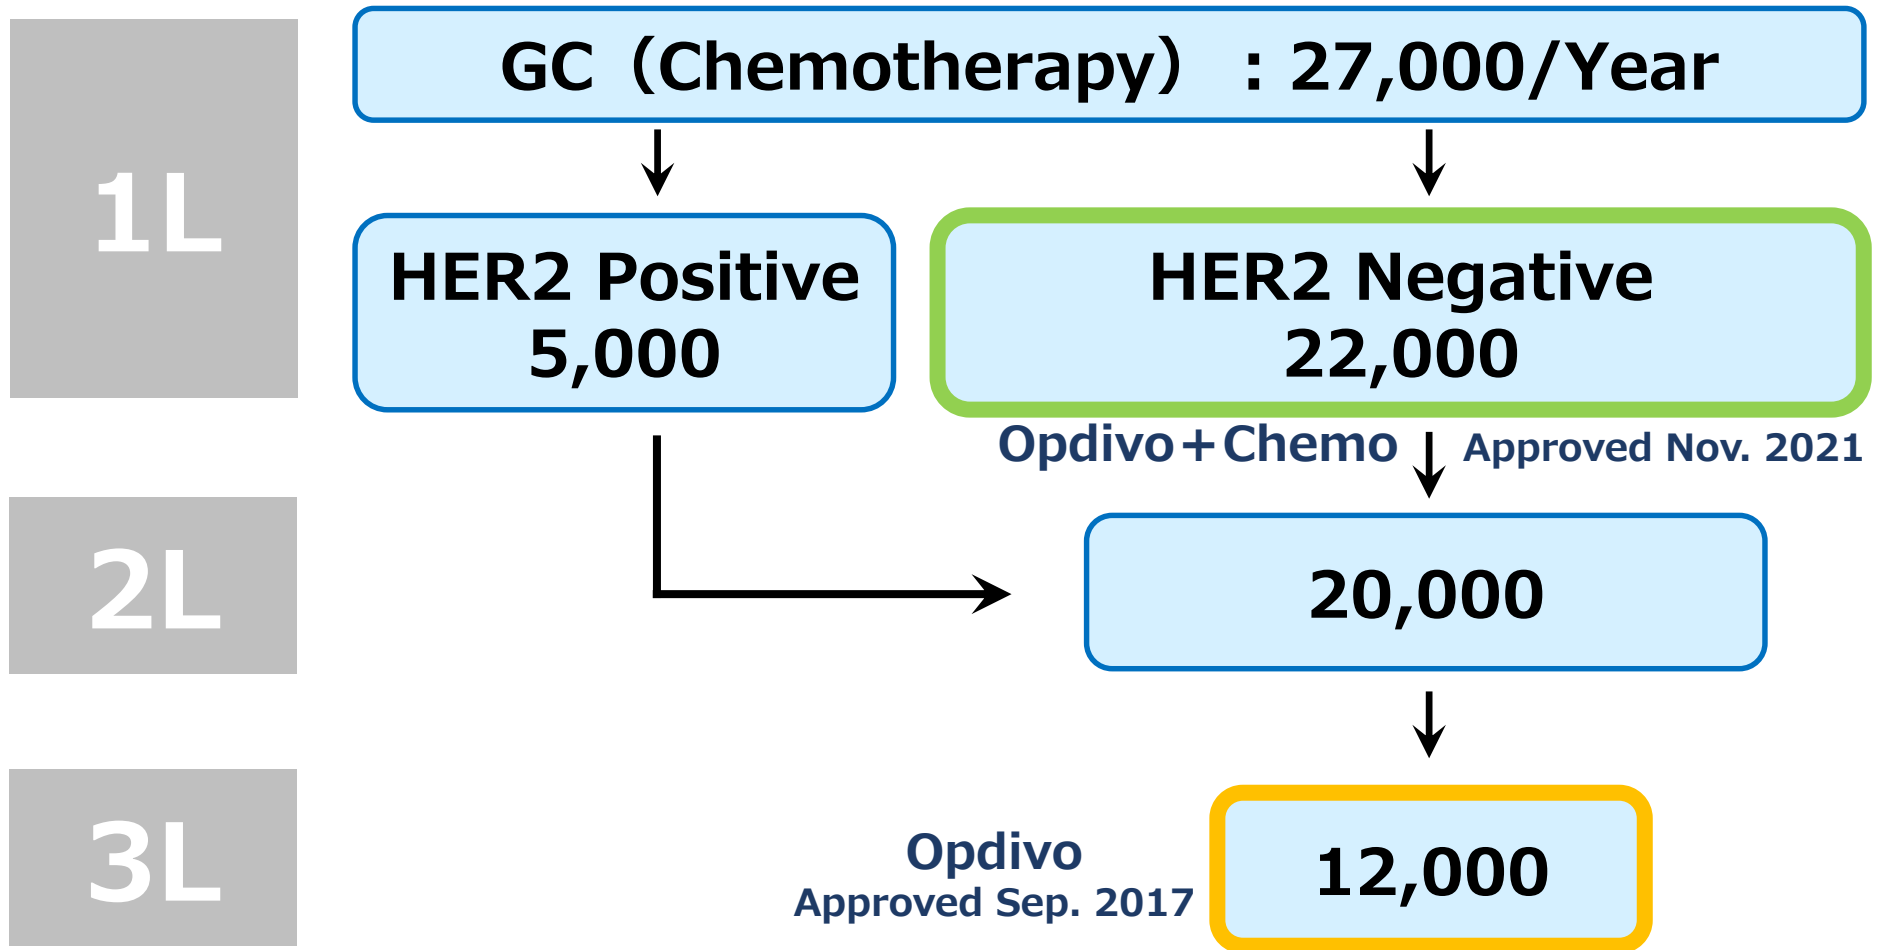 1L
GC（Chemotherapy） : 27,000/Year
HER2 Positive
5,000
HER2 Negative
22,000
Opdivo＋Chemo
Approved Nov. 2021
2L
20,000
3L
Opdivo
Approved Sep. 2017
12,000